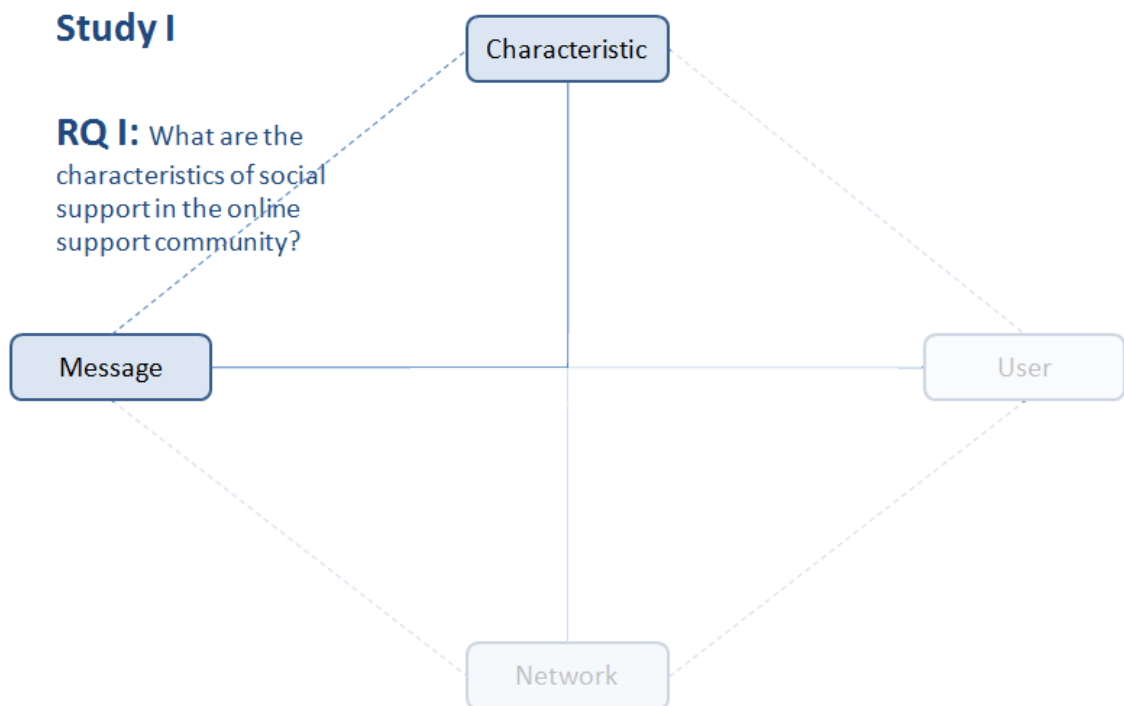 Study I
Characteristic
RQ I: What are the
characteristics of social
support in the online
support community?
Message
User
Network